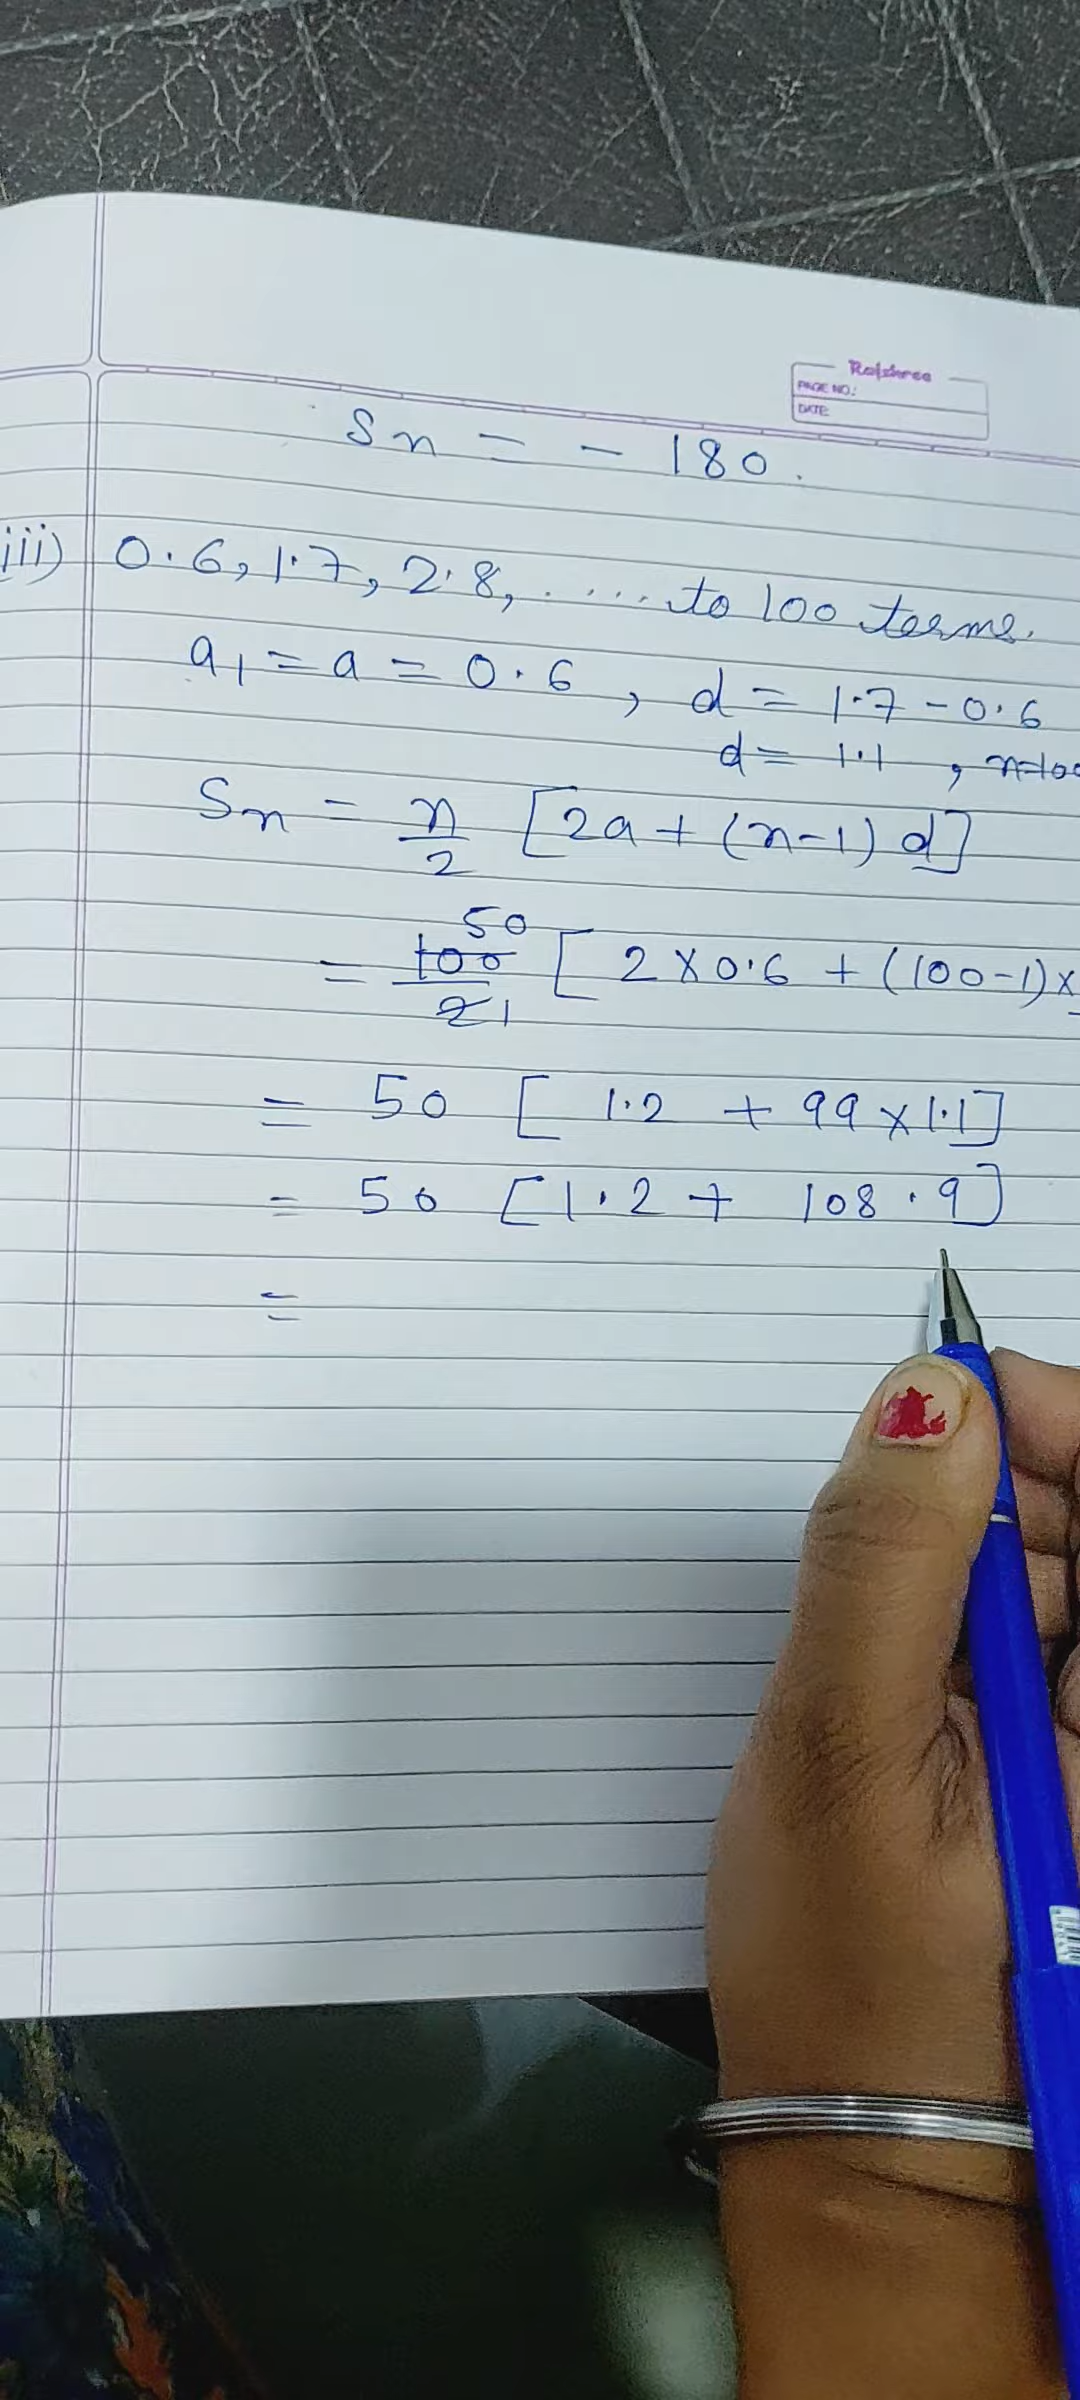 Rajshree
PAGE NO.:
DATE:
Sn = - 180.
iii) 0.6, 1.7, 2.8, ..... to 100 terms.
a1 = a = 0.6 , d = 1.7 - 0.6
d = 1.1 , n=100
Sn = n/2 [2a + (n-1) d]
50
= 100/2 1 [ 2 X 0.6 + (100-1)x
= 50 [ 1.2 + 99 x 1.1]
= 50 [1.2 + 108.9]
=